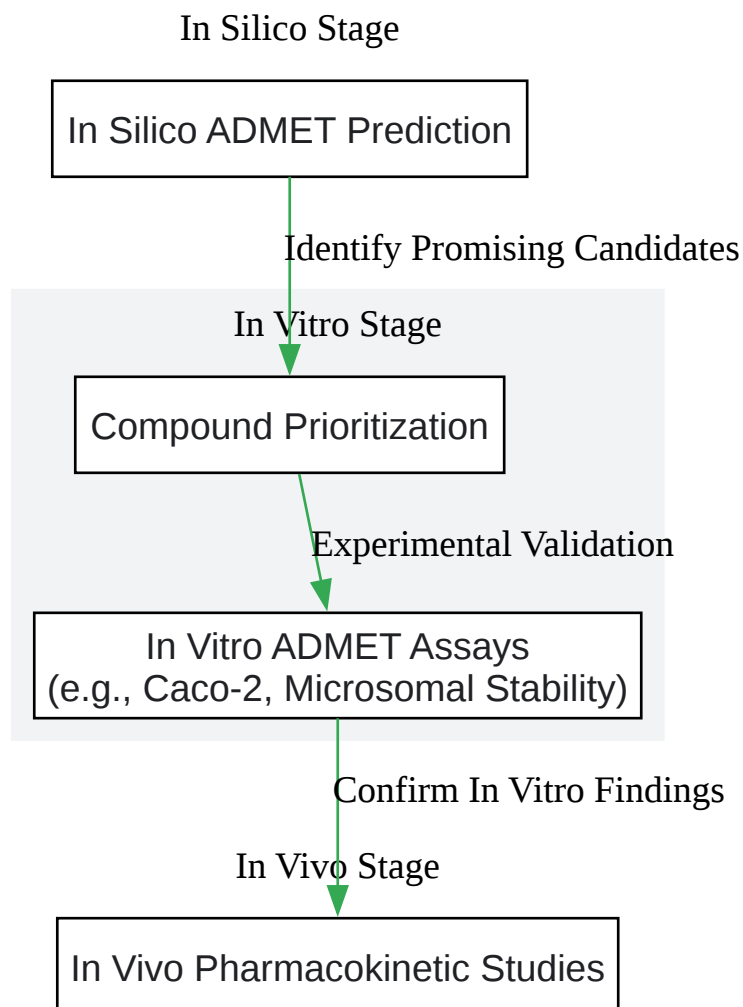 In Silico Stage
In Silico ADMET Prediction
Identify Promising Candidates
In Vitro Stage
Compound Prioritization
Experimental Validation
In Vitro ADMET Assays
(e.g., Caco-2, Microsomal Stability)
Confirm In Vitro Findings
In Vivo Stage
In Vivo Pharmacokinetic Studies